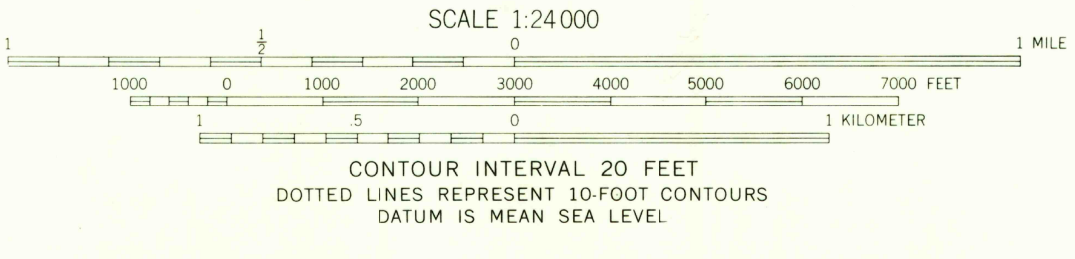 SCALE 1:24 000
1 ½ 0 1 MILE
1000 0 1000 2000 3000 4000 5000 6000 7000 FEET
1 .5 0 1 KILOMETER
CONTOUR INTERVAL 20 FEET
DOTTED LINES REPRESENT 10-FOOT CONTOURS
DATUM IS MEAN SEA LEVEL